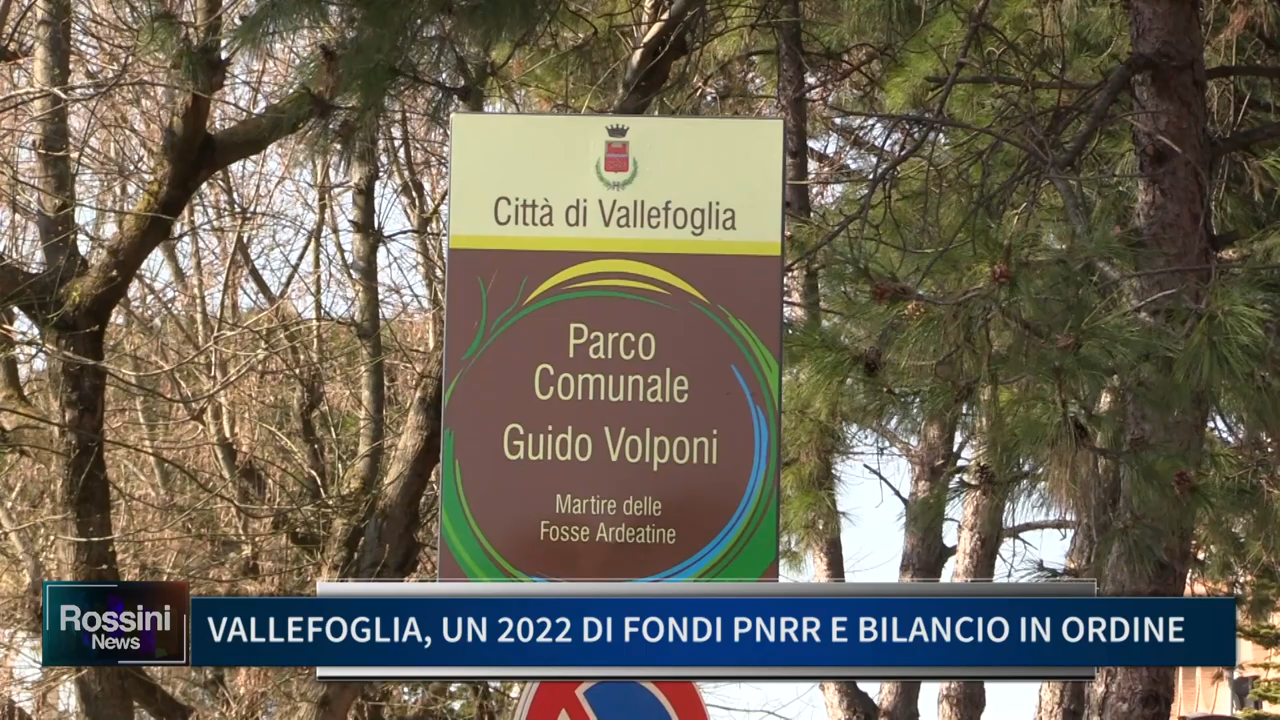 Città di Vallefoglia
Parco
Comunale
Guido Volponi
Martire delle
Fosse Ardeatine
Rossini
News
VALLEFOGLIA, UN 2022 DI FONDI PNRR E BILANCIO IN ORDINE